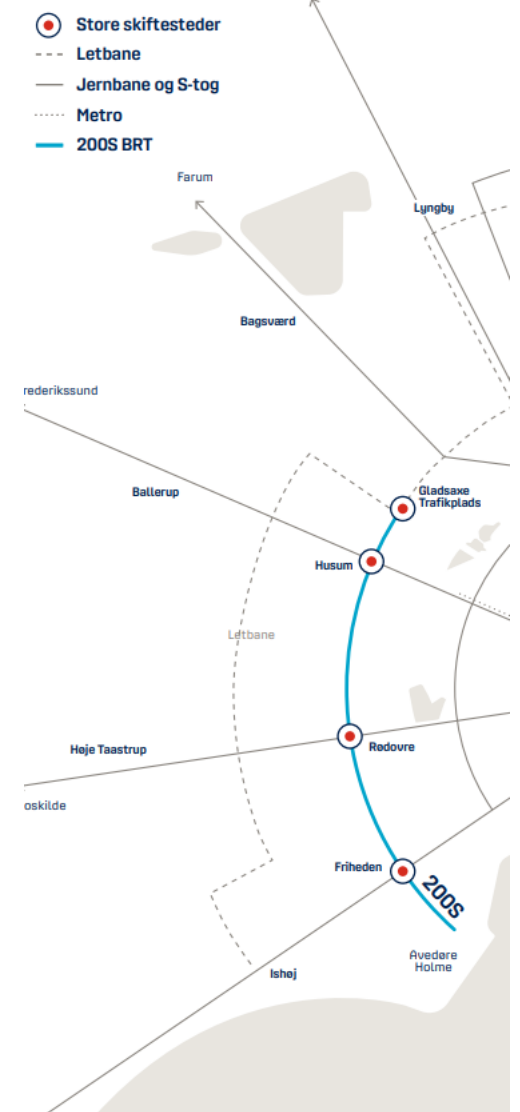 Store skiftesteder
Letbane
Jernbane og S-tog
Metro
200S BRT
Farum
Lyngby
Bagsværd
rederikssund
Ballerup
Gladsaxe
Trafikplads
Husum
Letbane
Høje Taastrup
Rødovre
oskilde
Friheden
200S
Avedøre
Holme
Ishøj